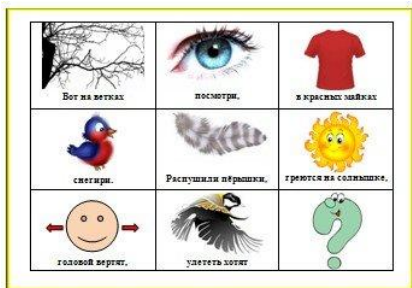 Вот на ветках
посмотри,
в красных майках
снегири.
Распушили пёрышки,
греются на солнышке,
головой вертят,
улететь хотят